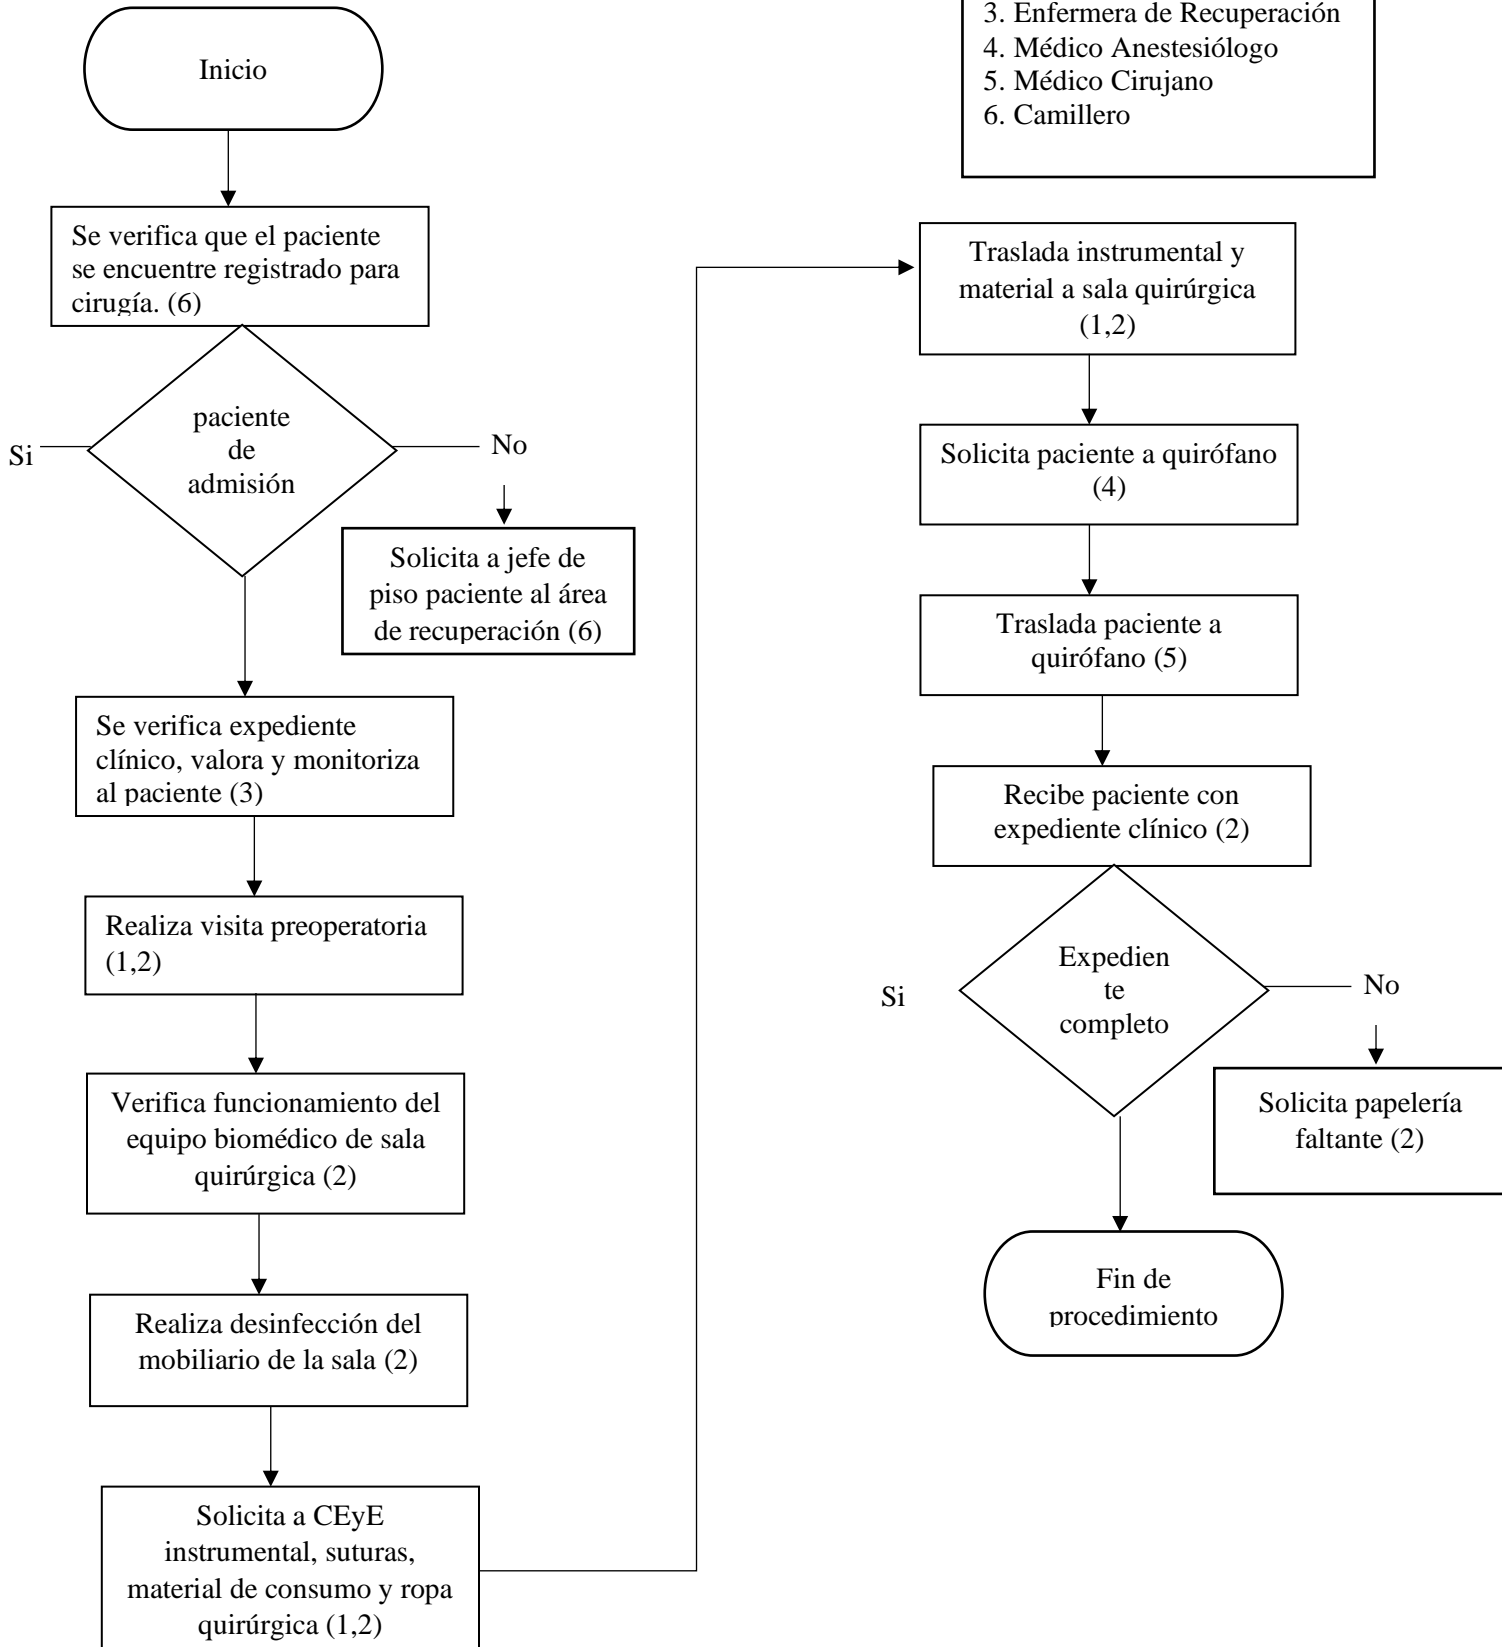 Inicio
Se verifica que el paciente
se encuentre registrado para
cirugía. (6)
paciente
de
admisión
Si
No
Solicita a jefe de
piso paciente al área
de recuperación (6)
Se verifica expediente
clínico, valora y monitoriza
al paciente (3)
Realiza visita preoperatoria
(1,2)
Verifica funcionamiento del
equipo biomédico de sala
quirúrgica (2)
Realiza desinfección del
mobiliario de la sala (2)
Solicita a CEyE
instrumental, suturas,
material de consumo y ropa
quirúrgica (1,2)
3. Enfermera de Recuperación
4. Médico Anestesiólogo
5. Médico Cirujano
6. Camillero
Traslada instrumental y
material a sala quirúrgica
(1,2)
Solicita paciente a quirófano
(4)
Traslada paciente a
quirófano (5)
Recibe paciente con
expediente clínico (2)
Expedien
te
completo
Si
No
Solicita papelería
faltante (2)
Fin de
procedimiento